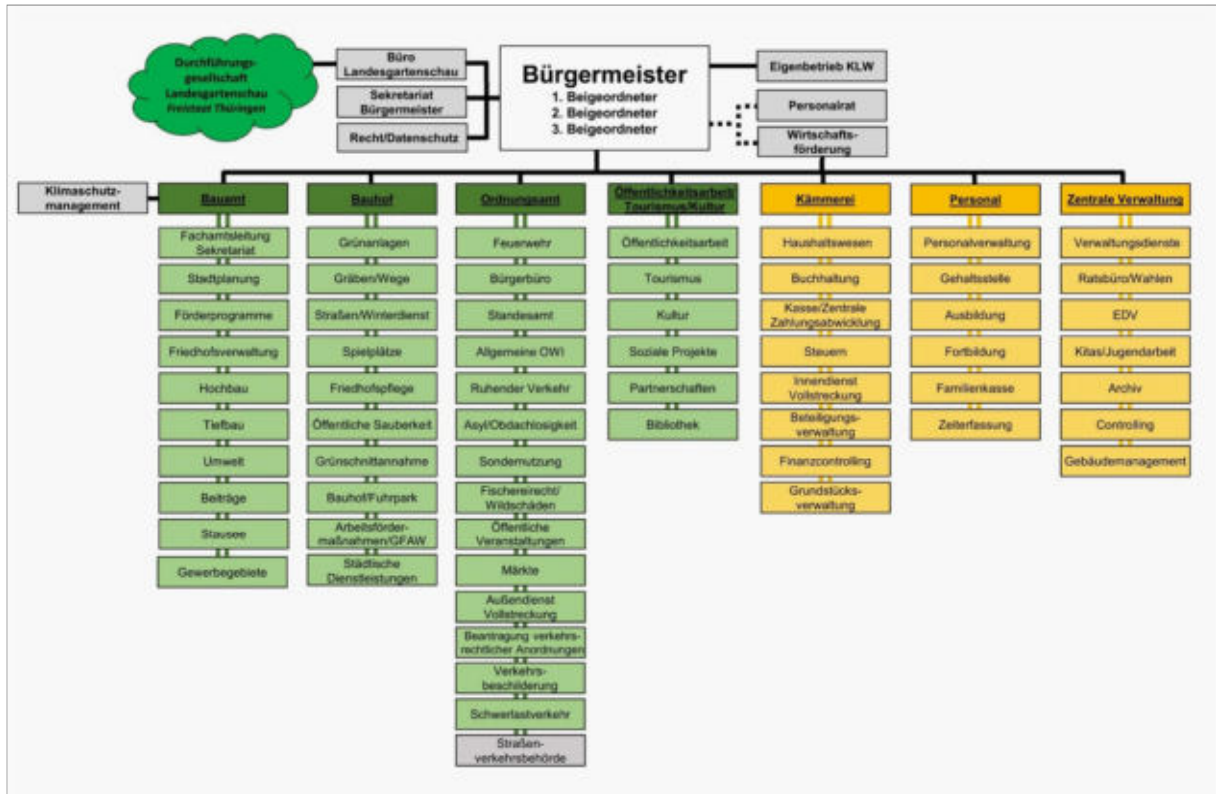 Durchführungs-
gesellschaft
Landesgartenschau
Freistaat Thüringen
Büro
Landesgartenschau
Sekretariat
Bürgermeister
Recht/Datenschutz
Bürgermeister
1. Beigeordneter
2. Beigeordneter
3. Beigeordneter
Eigenbetrieb KLW
Personalrat
Wirtschafts-
förderung
Klimaschutz-
management
Bauamt
Fachamtsleitung
Sekretariat
Stadtplanung
Förderprogramme
Friedhofsverwaltung
Hochbau
Tiefbau
Umwelt
Beiträge
Stausee
Gewerbegebiete
Bauhof
Grünanlagen
Gräben/Wege
Straßen/Winterdienst
Spielplätze
Friedhofspflege
Öffentliche Sauberkeit
Grünschnittannahme
Bauhof/Fuhrpark
Arbeitsförder-
maßnahmen/GFAW
Städtische
Dienstleistungen
Ordnungsamt
Feuerwehr
Bürgerbüro
Standesamt
Allgemeine OWI
Ruhender Verkehr
Asyl/Obdachlosigkeit
Sondernutzung
Fischereirecht/
Wildschäden
Öffentliche
Veranstaltungen
Märkte
Außendienst
Vollstreckung
Beantragung verkehrs-
rechtlicher Anordnungen
Verkehrs-
beschilderung
Schwerlastverkehr
Straßen-
verkehrsbehörde
Öffentlichkeitsarbeit/
Tourismus/Kultur
Öffentlichkeitsarbeit
Tourismus
Kultur
Soziale Projekte
Partnerschaften
Bibliothek
Kämmerei
Haushaltswesen
Buchhaltung
Kasse/Zentrale
Zahlungsabwicklung
Steuern
Innendienst
Vollstreckung
Beteiligungs-
verwaltung
Finanzcontrolling
Grundstücks-
verwaltung
Personal
Personalverwaltung
Gehaltsstelle
Ausbildung
Fortbildung
Familienkasse
Zeiterfassung
Zentrale Verwaltung
Verwaltungsdienste
Ratsbüro/Wahlen
EDV
Kitas/Jugendarbeit
Archiv
Controlling
Gebäudemanagement